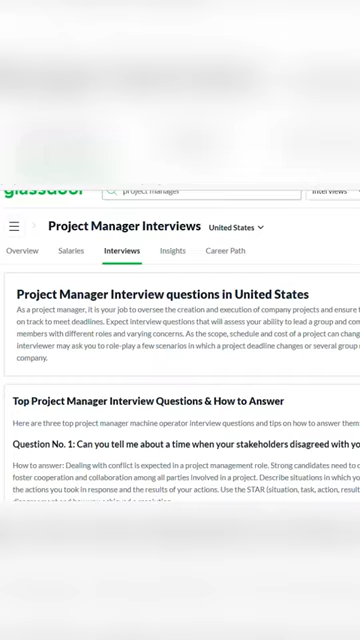 glassdoor
project manager
Interviews
Project Manager Interviews United States
Overview Salaries Interviews Insights Career Path
Project Manager Interview questions in United States
As a project manager, it is your job to oversee the creation and execution of company projects and ensure t
on track to meet deadlines. Expect interview questions that will assess your ability to lead a group and co
members with different roles and varying concerns. As the scope, schedule and cost of a project can chang
interviewer may ask you to role-play a few scenarios in which a project deadline changes or several group
company.
Top Project Manager Interview Questions & How to Answer
Here are three top project manager machine operator interview questions and tips on how to answer them
Question No. 1: Can you tell me about a time when your stakeholders disagreed with yo
How to answer: Dealing with conflict is expected in a project management role. Strong candidates need to
foster cooperation and collaboration among all parties involved in a project. Describe situations in which yo
the actions you took in response and the results of your actions. Use the STAR (situation, task, action, result